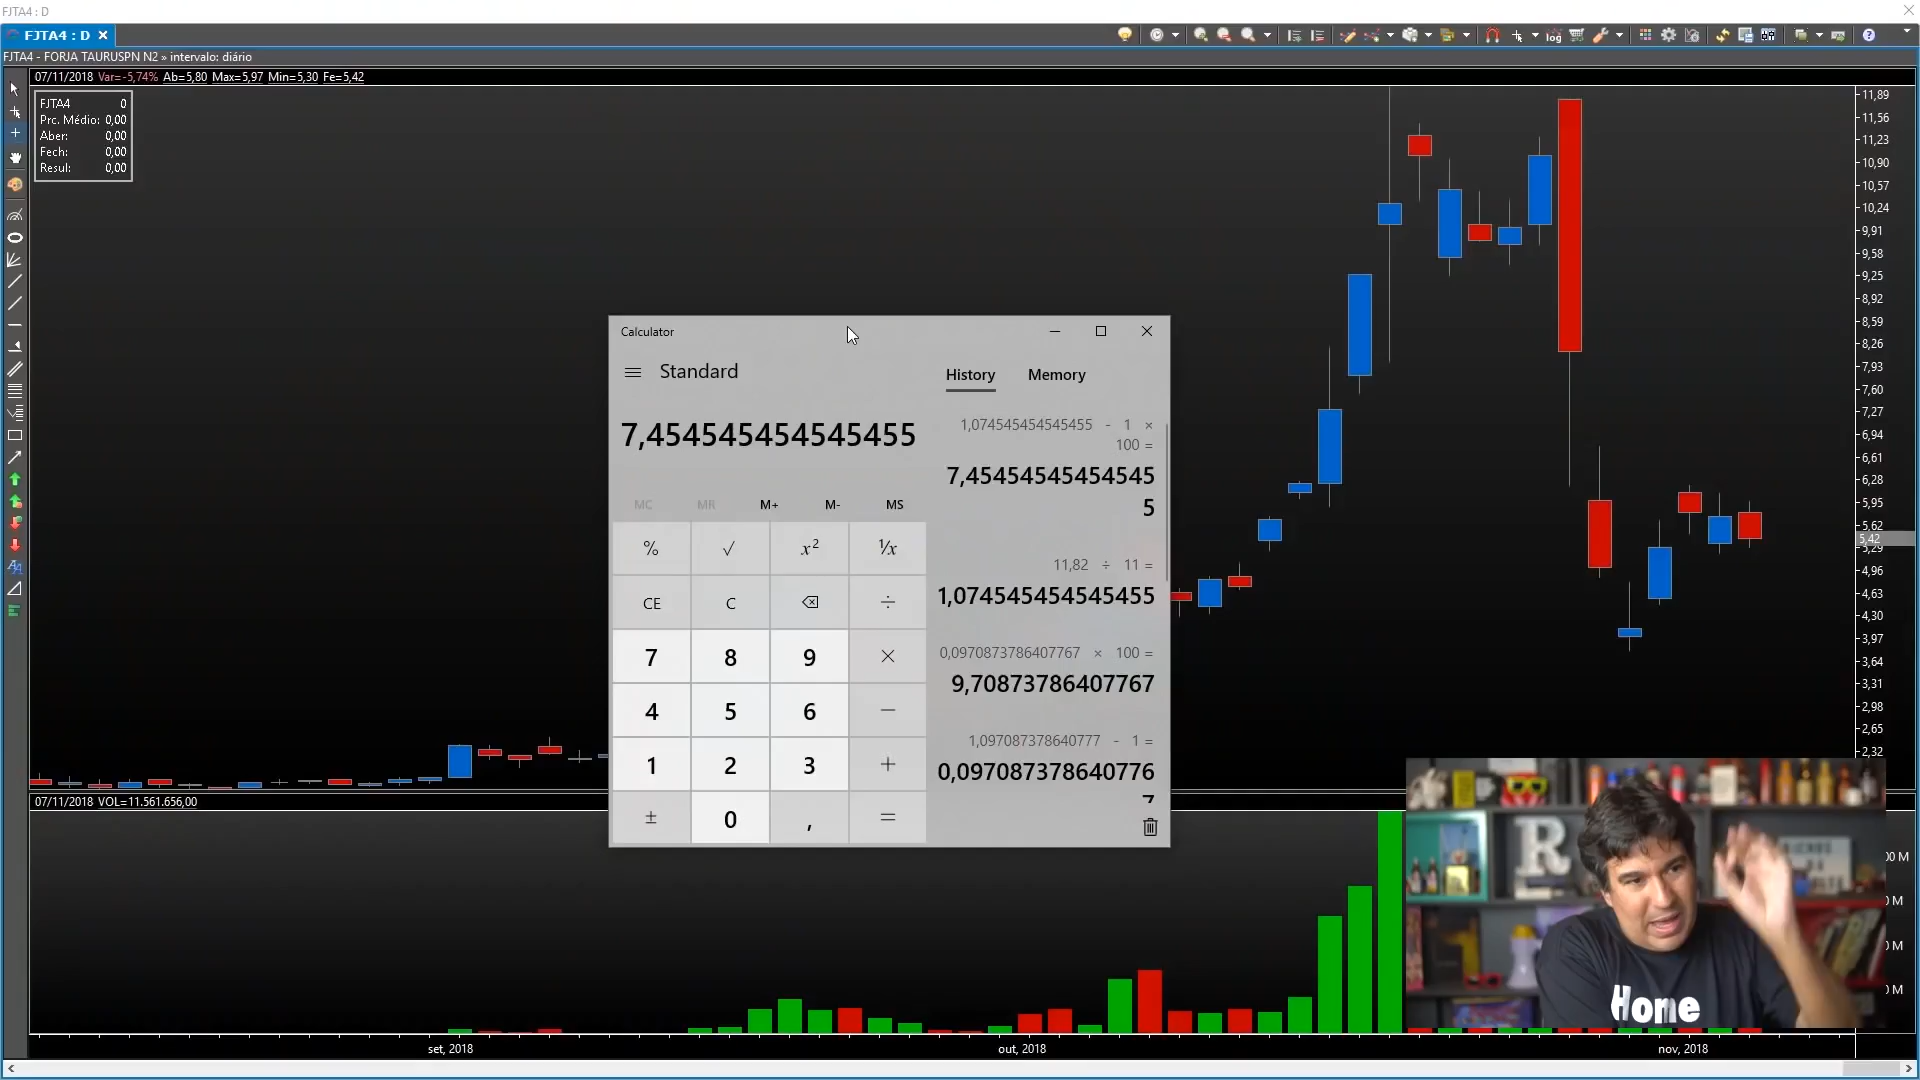 FJTA4 : D
FJTA4 : D
log
FJTA4 - FORJA TAURUSPN N2 » intervalo: diário
07/11/2018 Var=-5,74% Ab=5,80 Max=5,97 Min=5,30 Fe=5,42
FJTA4 0
Prc. Médio: 0,00
Aber: 0,00
Fech: 0,00
Resul: 0,00
11,89
11,56
11,23
10,90
10,57
10,24
9,91
9,58
9,25
8,92
8,59
8,26
7,93
7,60
7,27
6,94
6,61
6,28
5,95
5,62
5,42
5,29
4,96
4,63
4,30
3,97
3,64
3,31
2,98
2,65
2,32
Calculator
Standard
History Memory
7,454545454545455
1,074545454545455 - 1 ×
100 =
7,45454545454545
5
11,82 ÷ 11 =
1,074545454545455
0,0970873786407767 × 100 =
9,70873786407767
1,097087378640777 - 1 =
0,097087378640776
7
MC MR M+ M- MS
% √ x² ¹/x
CE C ÷
7 8 9 ×
4 5 6 −
1 2 3 +
± 0 , =
07/11/2018 VOL=11.561.656,00
00 M
0 M
0 M
0 M
R
Home
set, 2018
out, 2018
nov, 2018